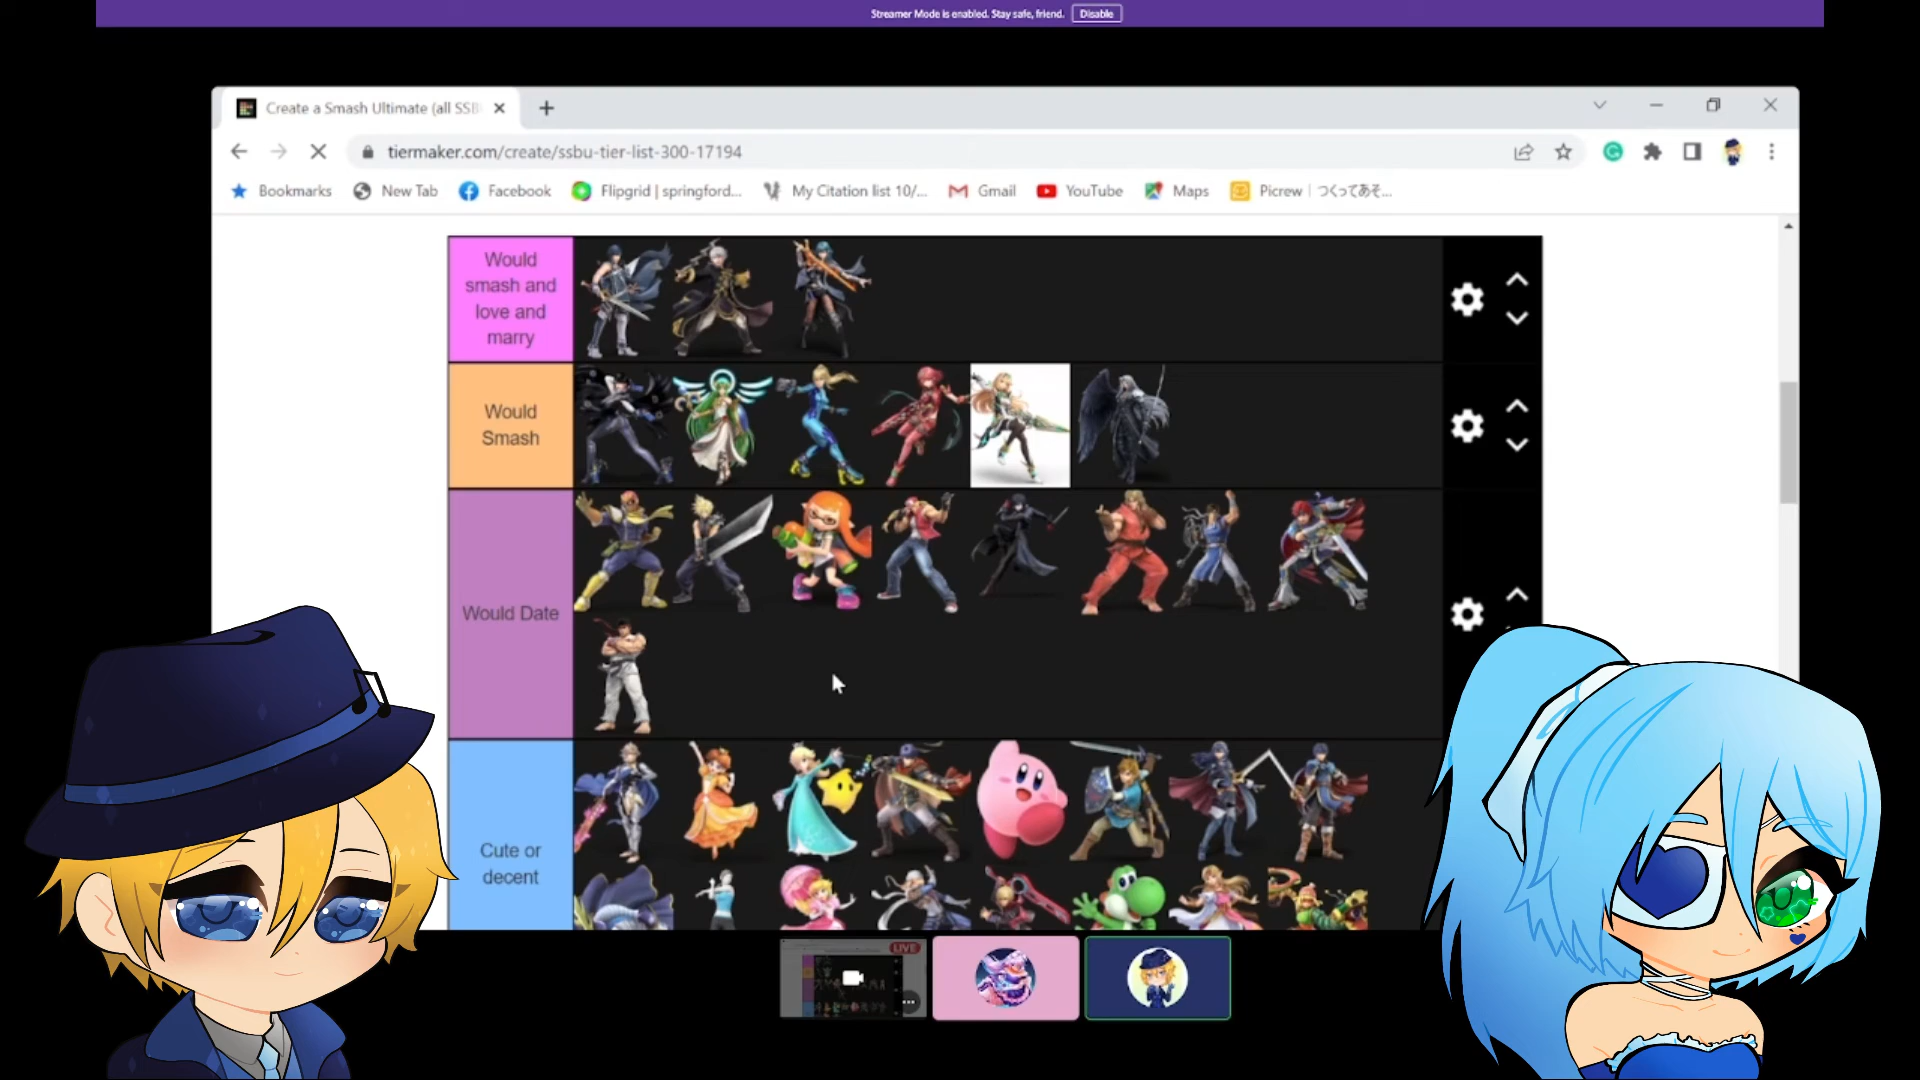 Streamer Mode is enabled. Stay safe, friend. Disable
Create a Smash Ultimate (all SSB
tiermaker.com/create/ssbu-tier-list-300-17194
Bookmarks New Tab Facebook Flipgrid | springford... My Citation list 10/... Gmail YouTube Maps Picrew | つくってあそ...
Would
smash and
love and
marry
Would
Smash
Would Date
Cute or
decent
LIVE